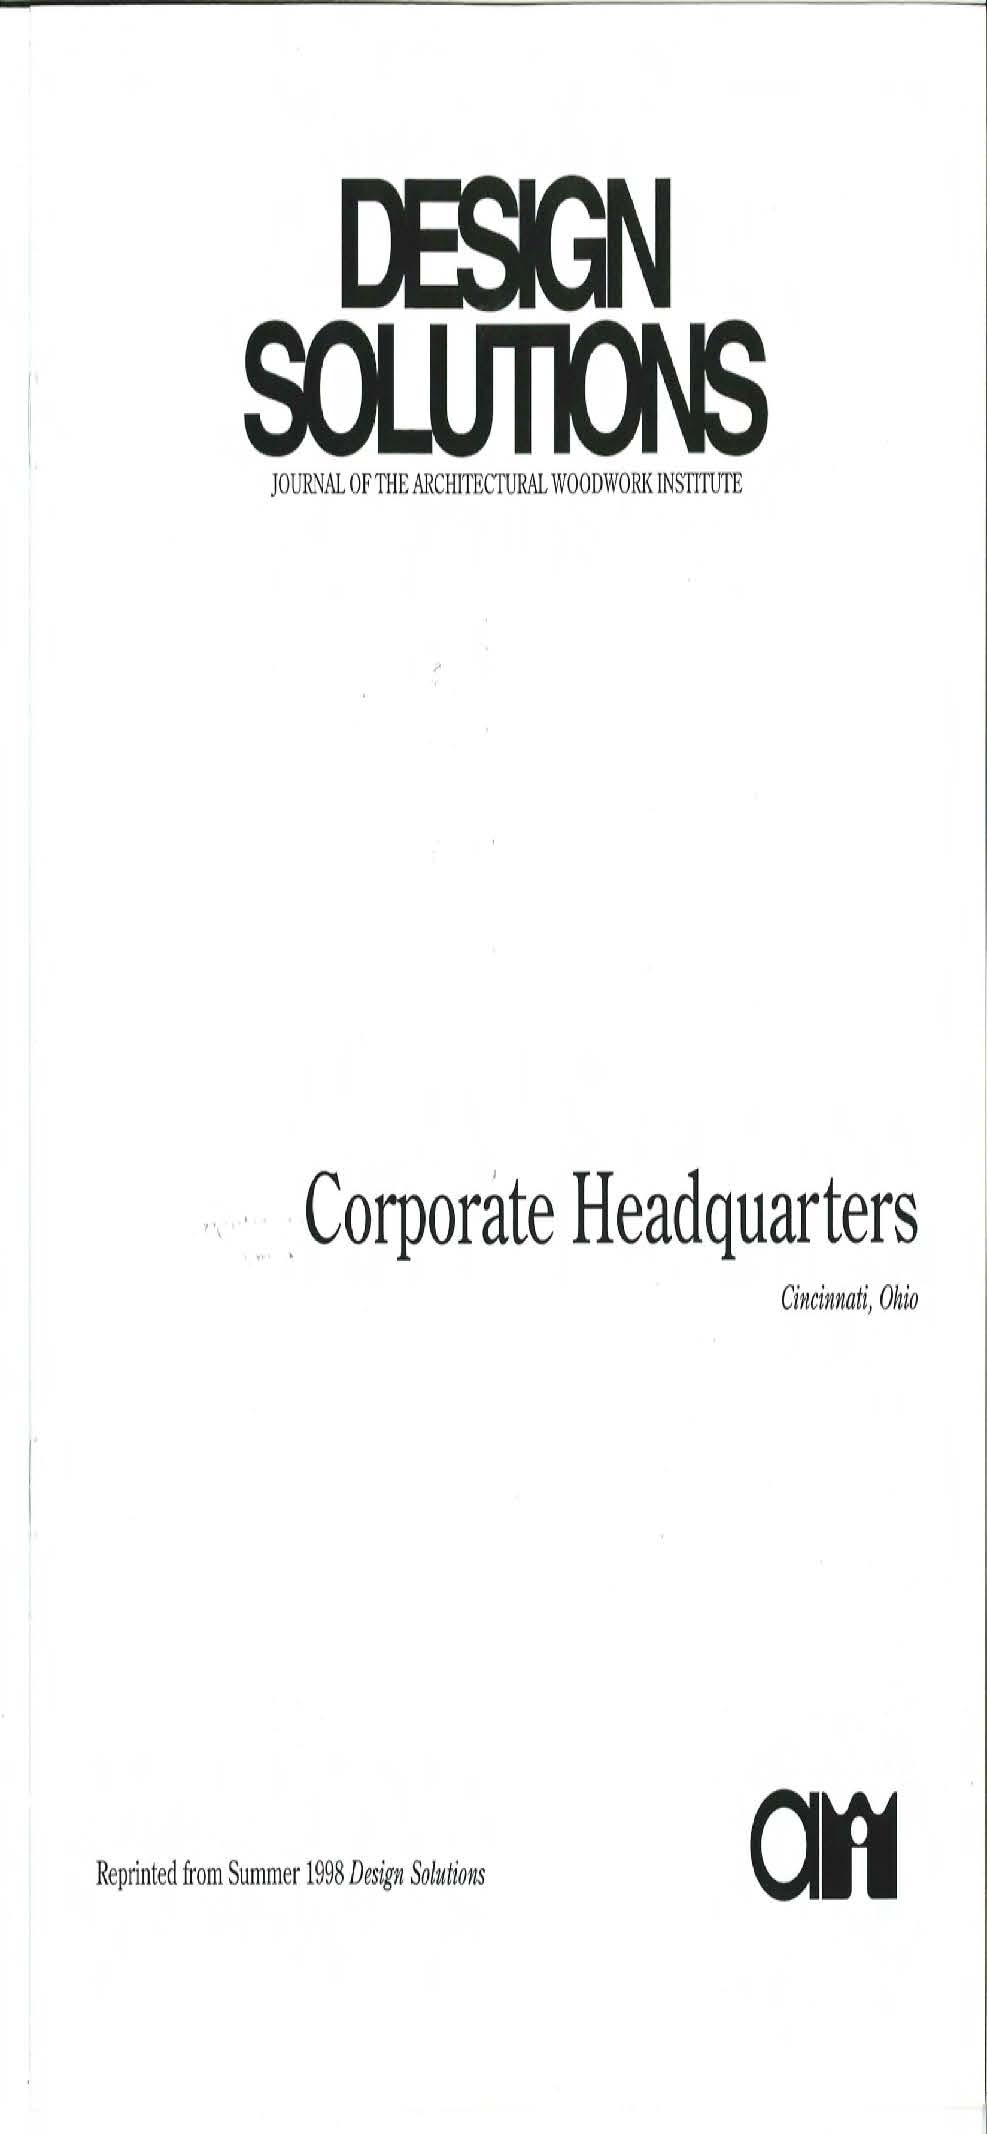 DESIGN
SOLUTIONS
JOURNAL OF THE ARCHITECTURAL WOODWORK INSTITUTE
Corporate Headquarters
Cincinnati, Ohio
awi
Reprinted from Summer 1998 Design Solutions